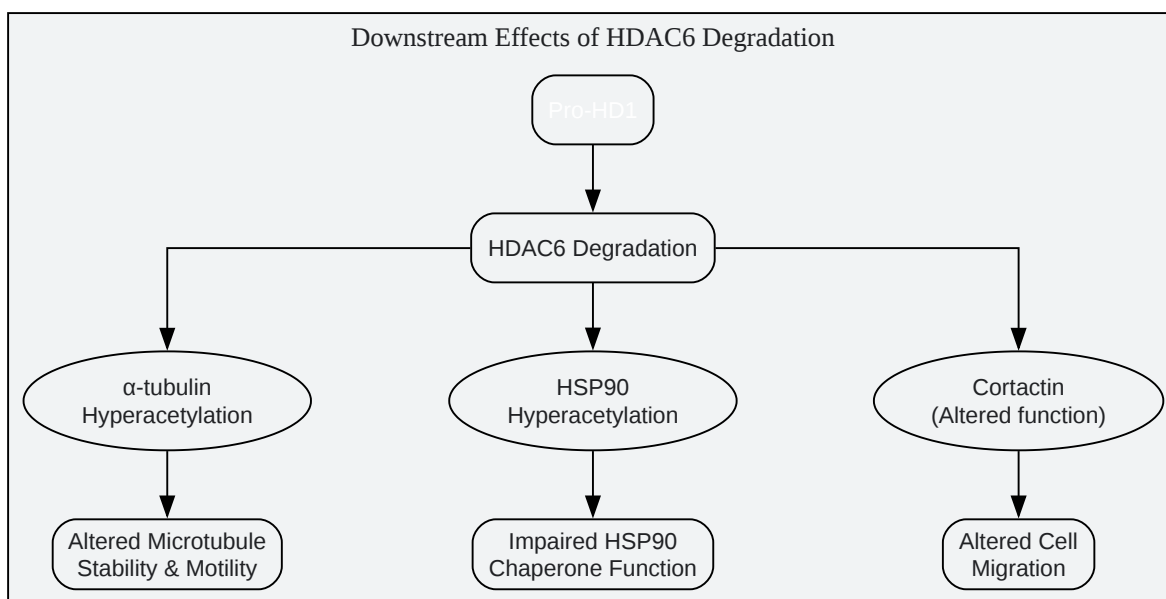 Downstream Effects of HDAC6 Degradation
Pro-HD1
HDAC6 Degradation
α-tubulin
Hyperacetylation
HSP90
Hyperacetylation
Cortactin
(Altered function)
Altered Microtubule
Stability & Motility
Impaired HSP90
Chaperone Function
Altered Cell
Migration